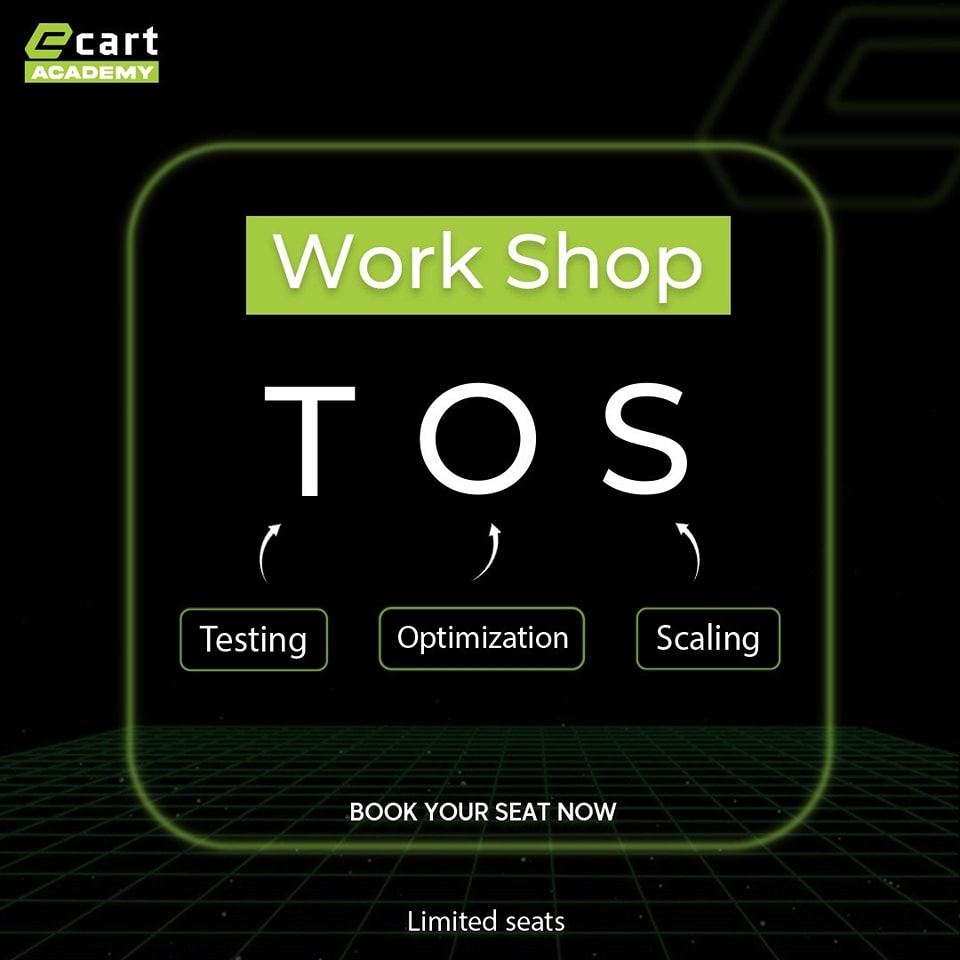 ecart
ACADEMY
Work Shop
T O S
Testing
Optimization
Scaling
BOOK YOUR SEAT NOW
Limited seats